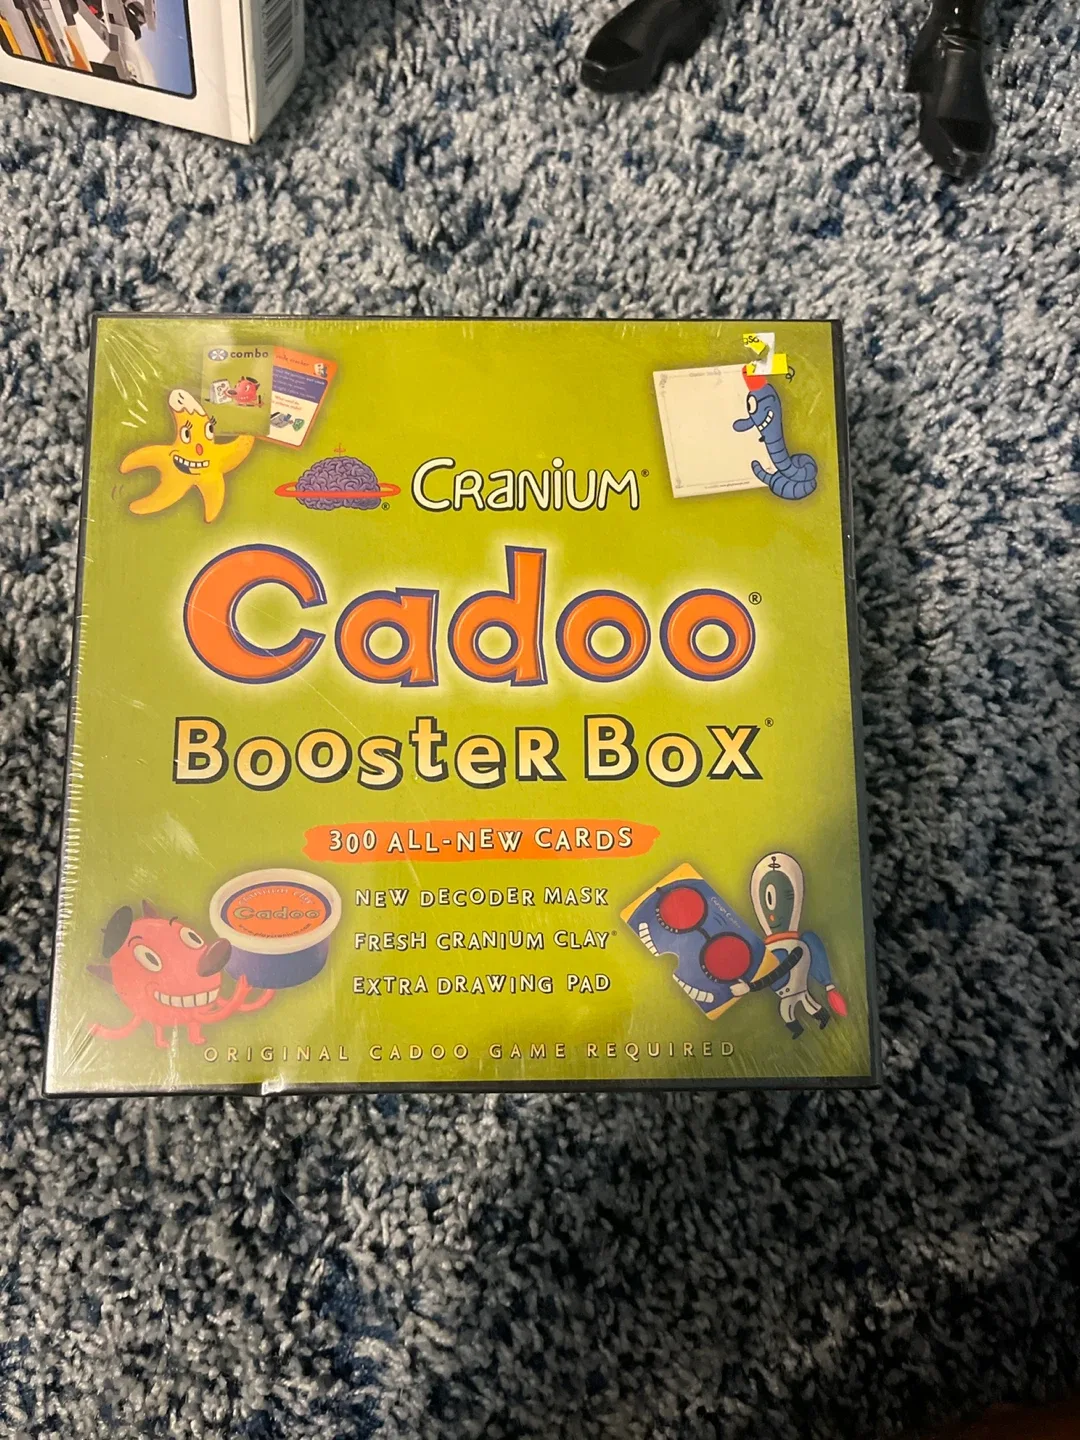 combo
CRANIUM®
Cadoo®
BOOSTER BOX®
300 ALL-NEW CARDS
NEW DECODER MASK
FRESH CRANIUM CLAY®
EXTRA DRAWING PAD
Cadoo
ORIGINAL CADOO GAME REQUIRED